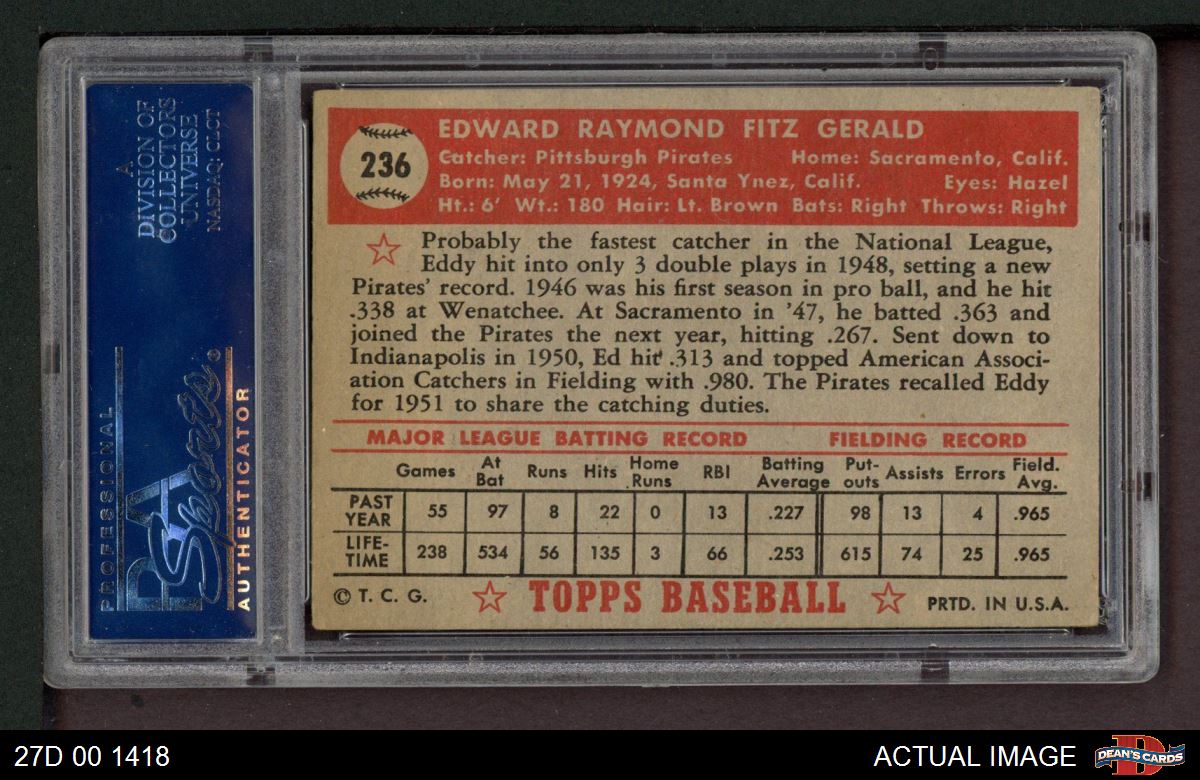 A
DIVISION OF
COLLECTORS
UNIVERSE
NASDAQ: CLCT
PROFESSIONAL
PSA
Sports®
AUTHENTICATOR
236
EDWARD RAYMOND FITZ GERALD
Catcher: Pittsburgh Pirates Home: Sacramento, Calif.
Born: May 21, 1924, Santa Ynez, Calif. Eyes: Hazel
Ht.: 6' Wt.: 180 Hair: Lt. Brown Bats: Right Throws: Right
Probably the fastest catcher in the National League,
Eddy hit into only 3 double plays in 1948, setting a new
Pirates' record. 1946 was his first season in pro ball, and he hit
.338 at Wenatchee. At Sacramento in '47, he batted .363 and
joined the Pirates the next year, hitting .267. Sent down to
Indianapolis in 1950, Ed hit .313 and topped American Associ-
ation Catchers in Fielding with .980. The Pirates recalled Eddy
for 1951 to share the catching duties.
MAJOR LEAGUE BATTING RECORD FIELDING RECORD
Games At Bat Runs Hits Home Runs RBI Batting Average Put-outs Assists Errors Field. Avg.
PAST YEAR 55 97 8 22 0 13 .227 98 13 4 .965
LIFE-TIME 238 534 56 135 3 66 .253 615 74 25 .965
© T. C. G. TOPPS BASEBALL PRTD. IN U.S.A.
27D 00 1418 ACTUAL IMAGE DEAN'S CARDS